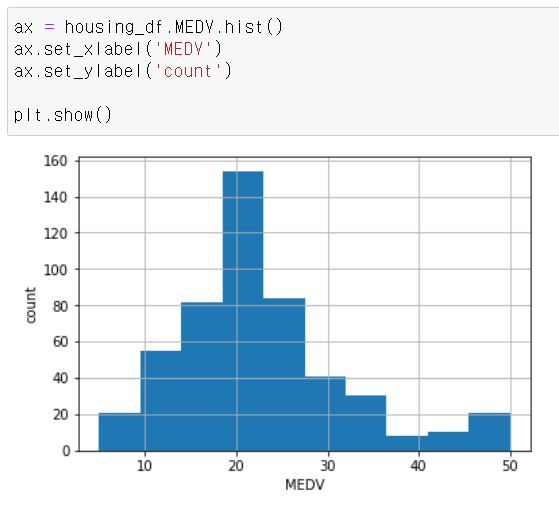 ax = housing_df.MEDV.hist()
ax.set_xlabel('MEDV')
ax.set_ylabel('count')
plt.show()
160
140
120
100
80
60
40
20
0
count
10 20 30 40 50
MEDV